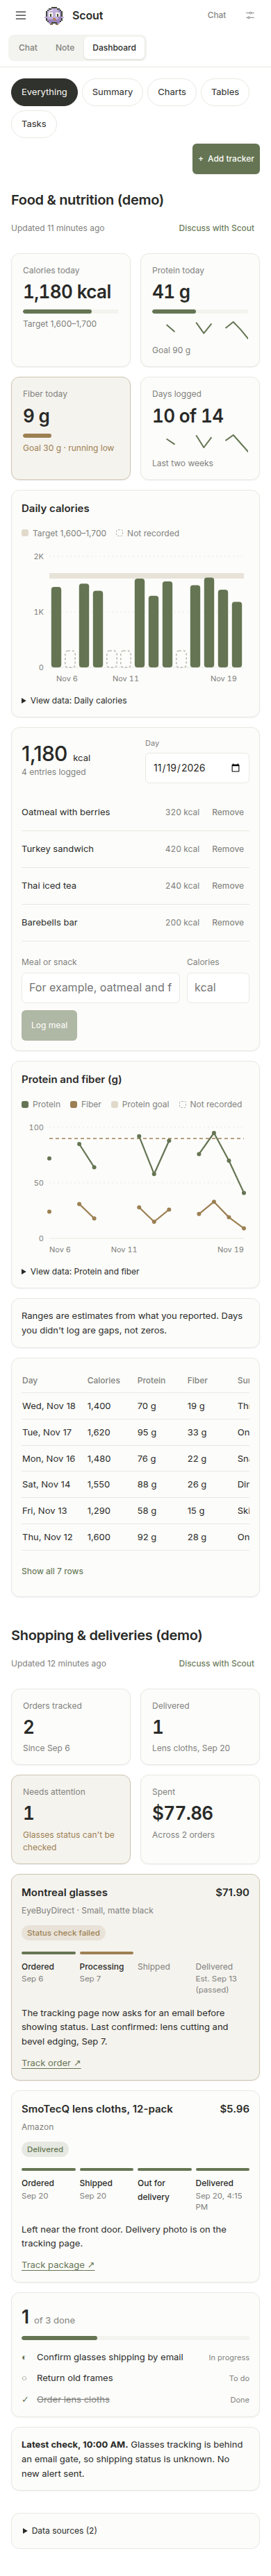 Scout
Chat
Chat Note Dashboard
Everything Summary Charts Tables
Tasks
+ Add tracker
Food & nutrition (demo)
Updated 11 minutes ago Discuss with Scout
Calories today
1,180 kcal
Target 1,600–1,700
Protein today
41 g
Goal 90 g
Fiber today
9 g
Goal 30 g · running low
Days logged
10 of 14
Last two weeks
Daily calories
Target 1,600–1,700 Not recorded
2K
1K
0
Nov 6 Nov 11 Nov 19
▶ View data: Daily calories
1,180 kcal
4 entries logged
Day
11/19/2026
Oatmeal with berries 320 kcal Remove
Turkey sandwich 420 kcal Remove
Thai iced tea 240 kcal Remove
Barebells bar 200 kcal Remove
Meal or snack Calories
For example, oatmeal and f kcal
Log meal
Protein and fiber (g)
Protein Fiber Protein goal Not recorded
100
50
0
Nov 6 Nov 11 Nov 19
▶ View data: Protein and fiber
Ranges are estimates from what you reported. Days
you didn't log are gaps, not zeros.
Day Calories Protein Fiber
Wed, Nov 18 1,400 70 g 19 g
Tue, Nov 17 1,620 95 g 33 g On
Mon, Nov 16 1,480 76 g 22 g
Sat, Nov 14 1,550 88 g 26 g
Fri, Nov 13 1,290 58 g 15 g
Thu, Nov 12 1,600 92 g 28 g On
Show all 7 rows
Shopping & deliveries (demo)
Updated 12 minutes ago Discuss with Scout
Orders tracked
2
Since Sep 6
Delivered
1
Lens cloths, Sep 20
Needs attention
1
Glasses status can't be
checked
Spent
$77.86
Across 2 orders
Montreal glasses $71.90
EyeBuyDirect · Small, matte black
Status check failed
Ordered Processing Shipped Delivered
Sep 6 Sep 7 Est. Sep 13
(passed)
The tracking page now asks for an email before
showing status. Last confirmed: lens cutting and
bevel edging, Sep 7.
Track order ↗
SmoTecQ lens cloths, 12-pack $5.96
Amazon
Delivered
Ordered Shipped Out for Delivered
Sep 20 Sep 20 delivery Sep 20, 4:15
PM
Left near the front door. Delivery photo is on the
tracking page.
Track package ↗
1 of 3 done
Confirm glasses shipping by email In progress
○ Return old frames To do
✓ Order lens cloths Done
Latest check, 10:00 AM. Glasses tracking is behind
an email gate, so shipping status is unknown. No
new alert sent.
▶ Data sources (2)